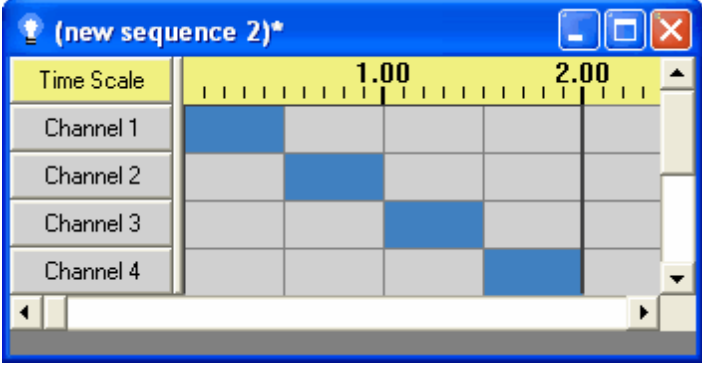 (new sequence 2)*
Time Scale 1.00 2.00
Channel 1
Channel 2
Channel 3
Channel 4